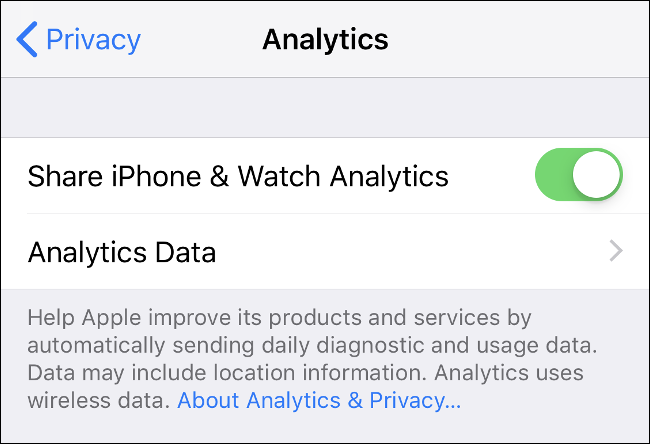 Privacy
Analytics
Share iPhone & Watch Analytics
Analytics Data
Help Apple improve its products and services by
automatically sending daily diagnostic and usage data.
Data may include location information. Analytics uses
wireless data. About Analytics & Privacy...